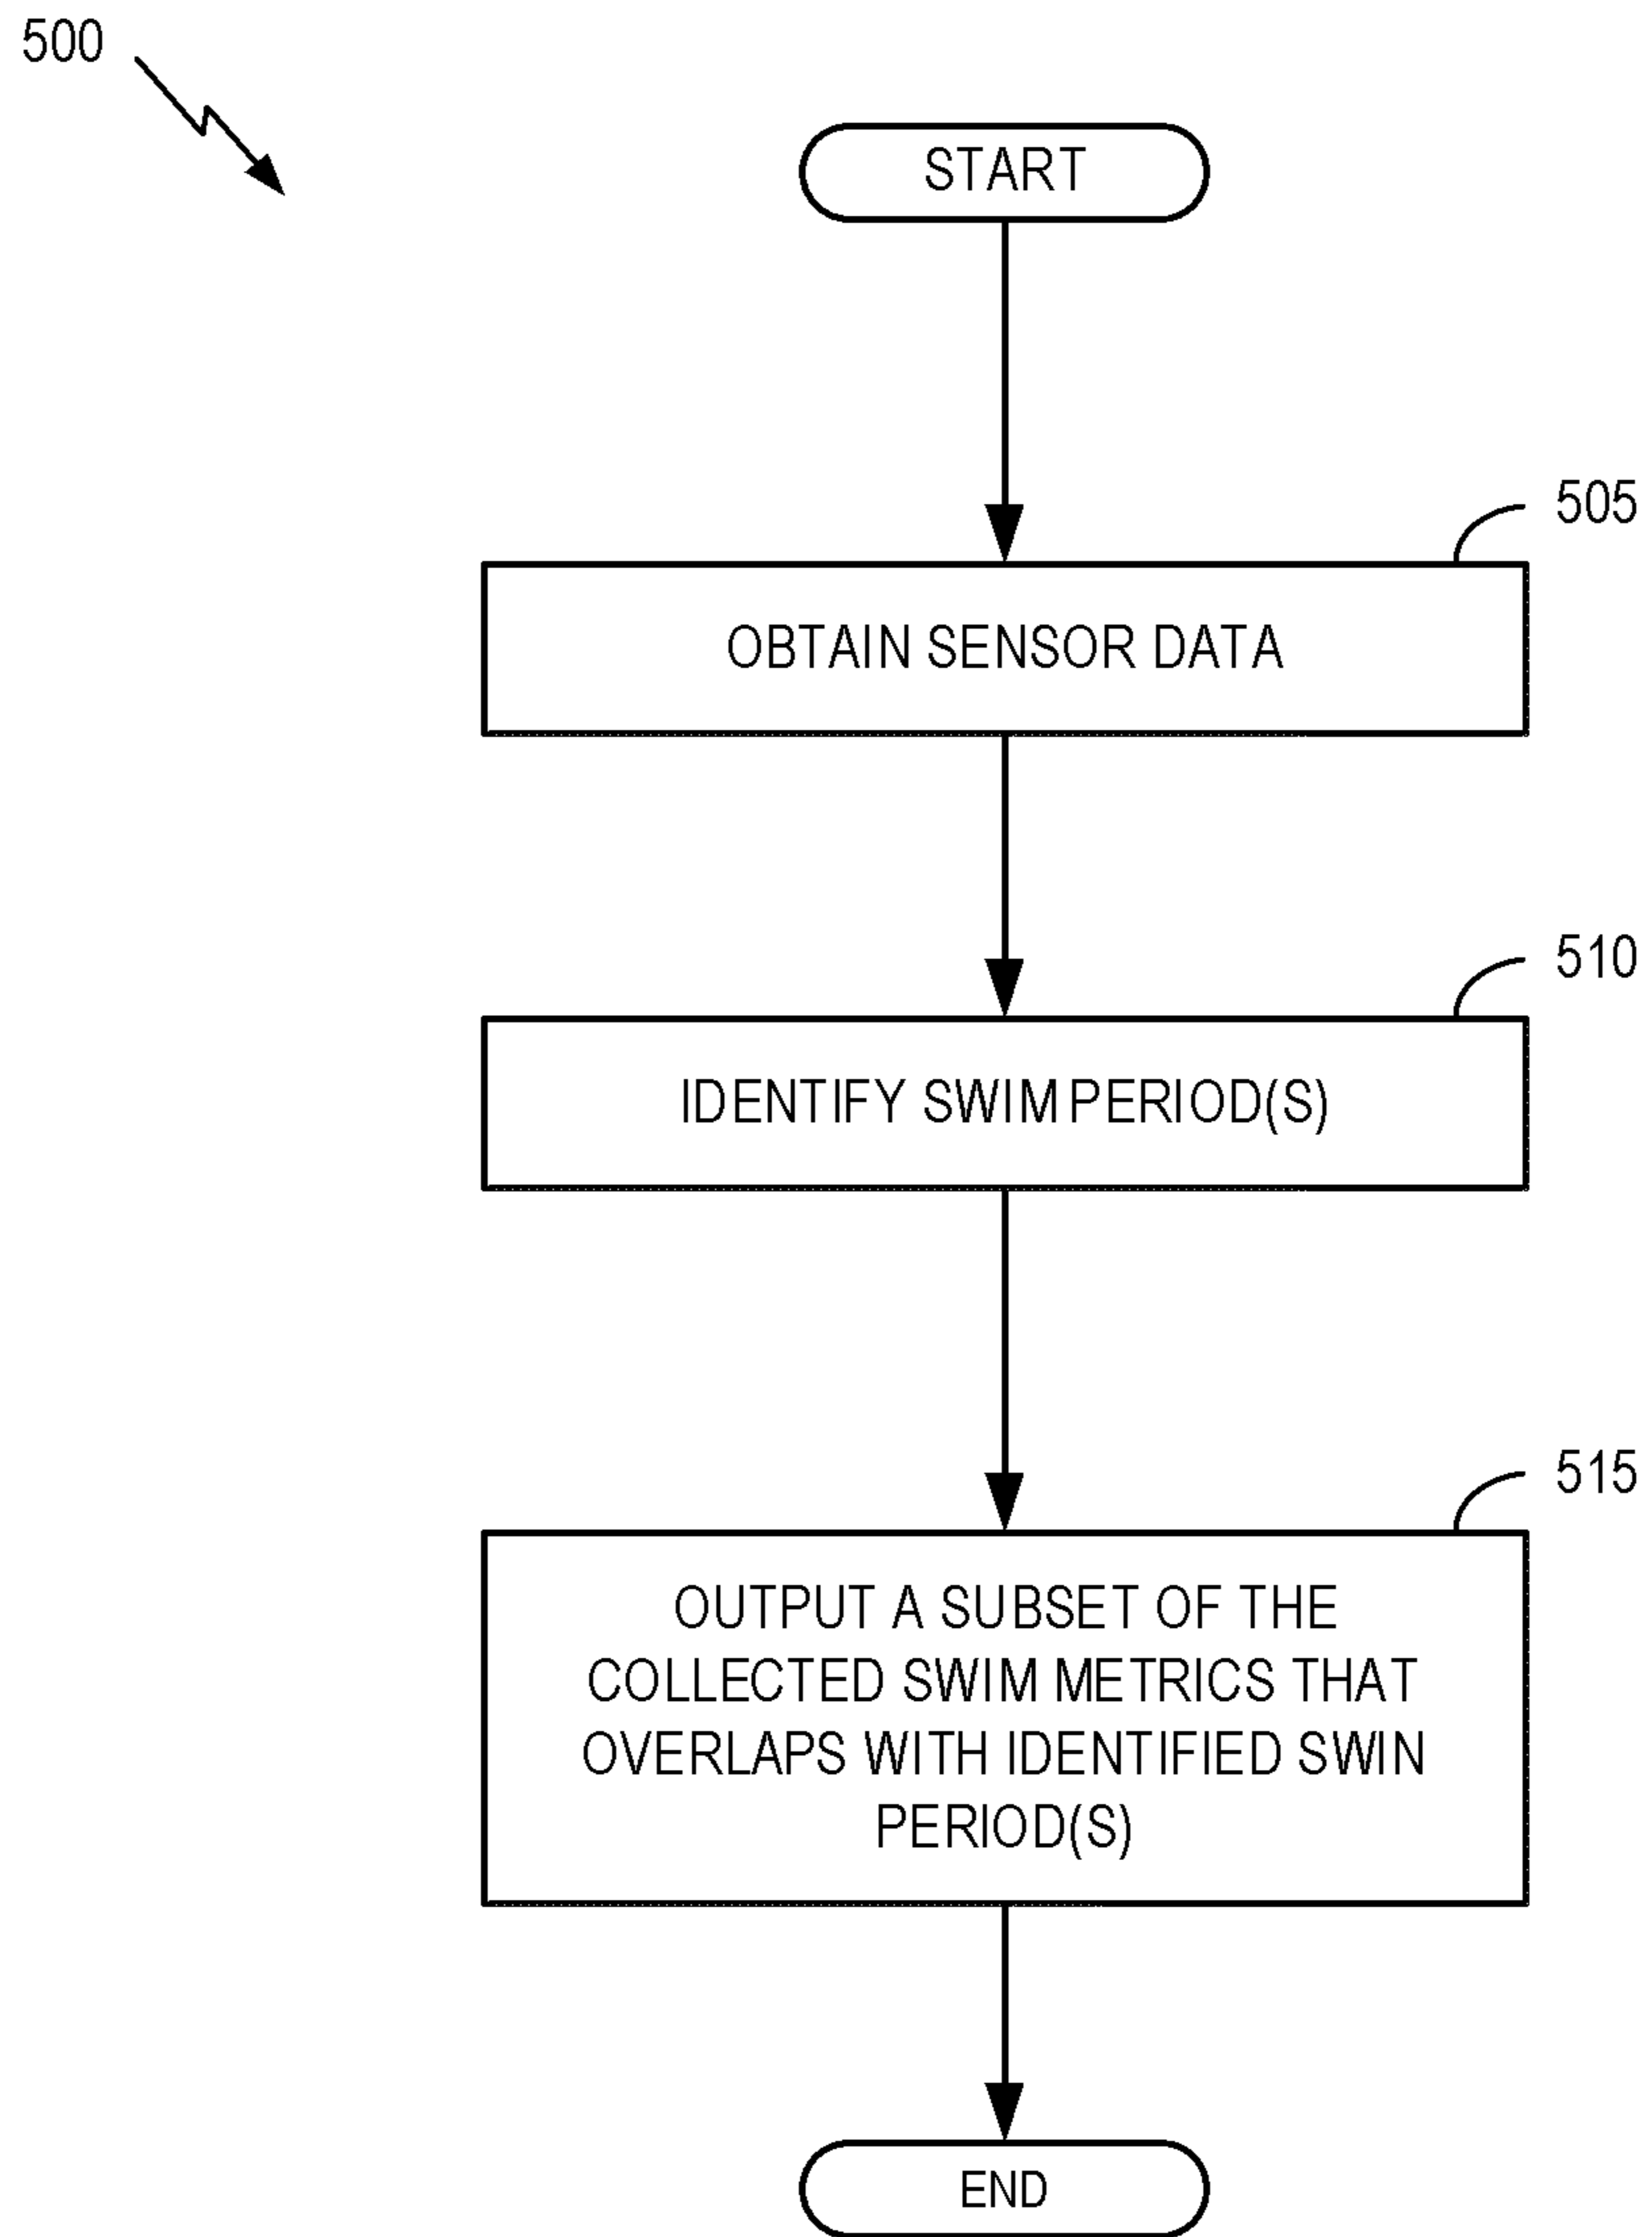 500
START
505
OBTAIN SENSOR DATA
510
IDENTIFY SWIM PERIOD(S)
515
OUTPUT A SUBSET OF THE
COLLECTED SWIM METRICS THAT
OVERLAPS WITH IDENTIFIED SWIN
PERIOD(S)
END